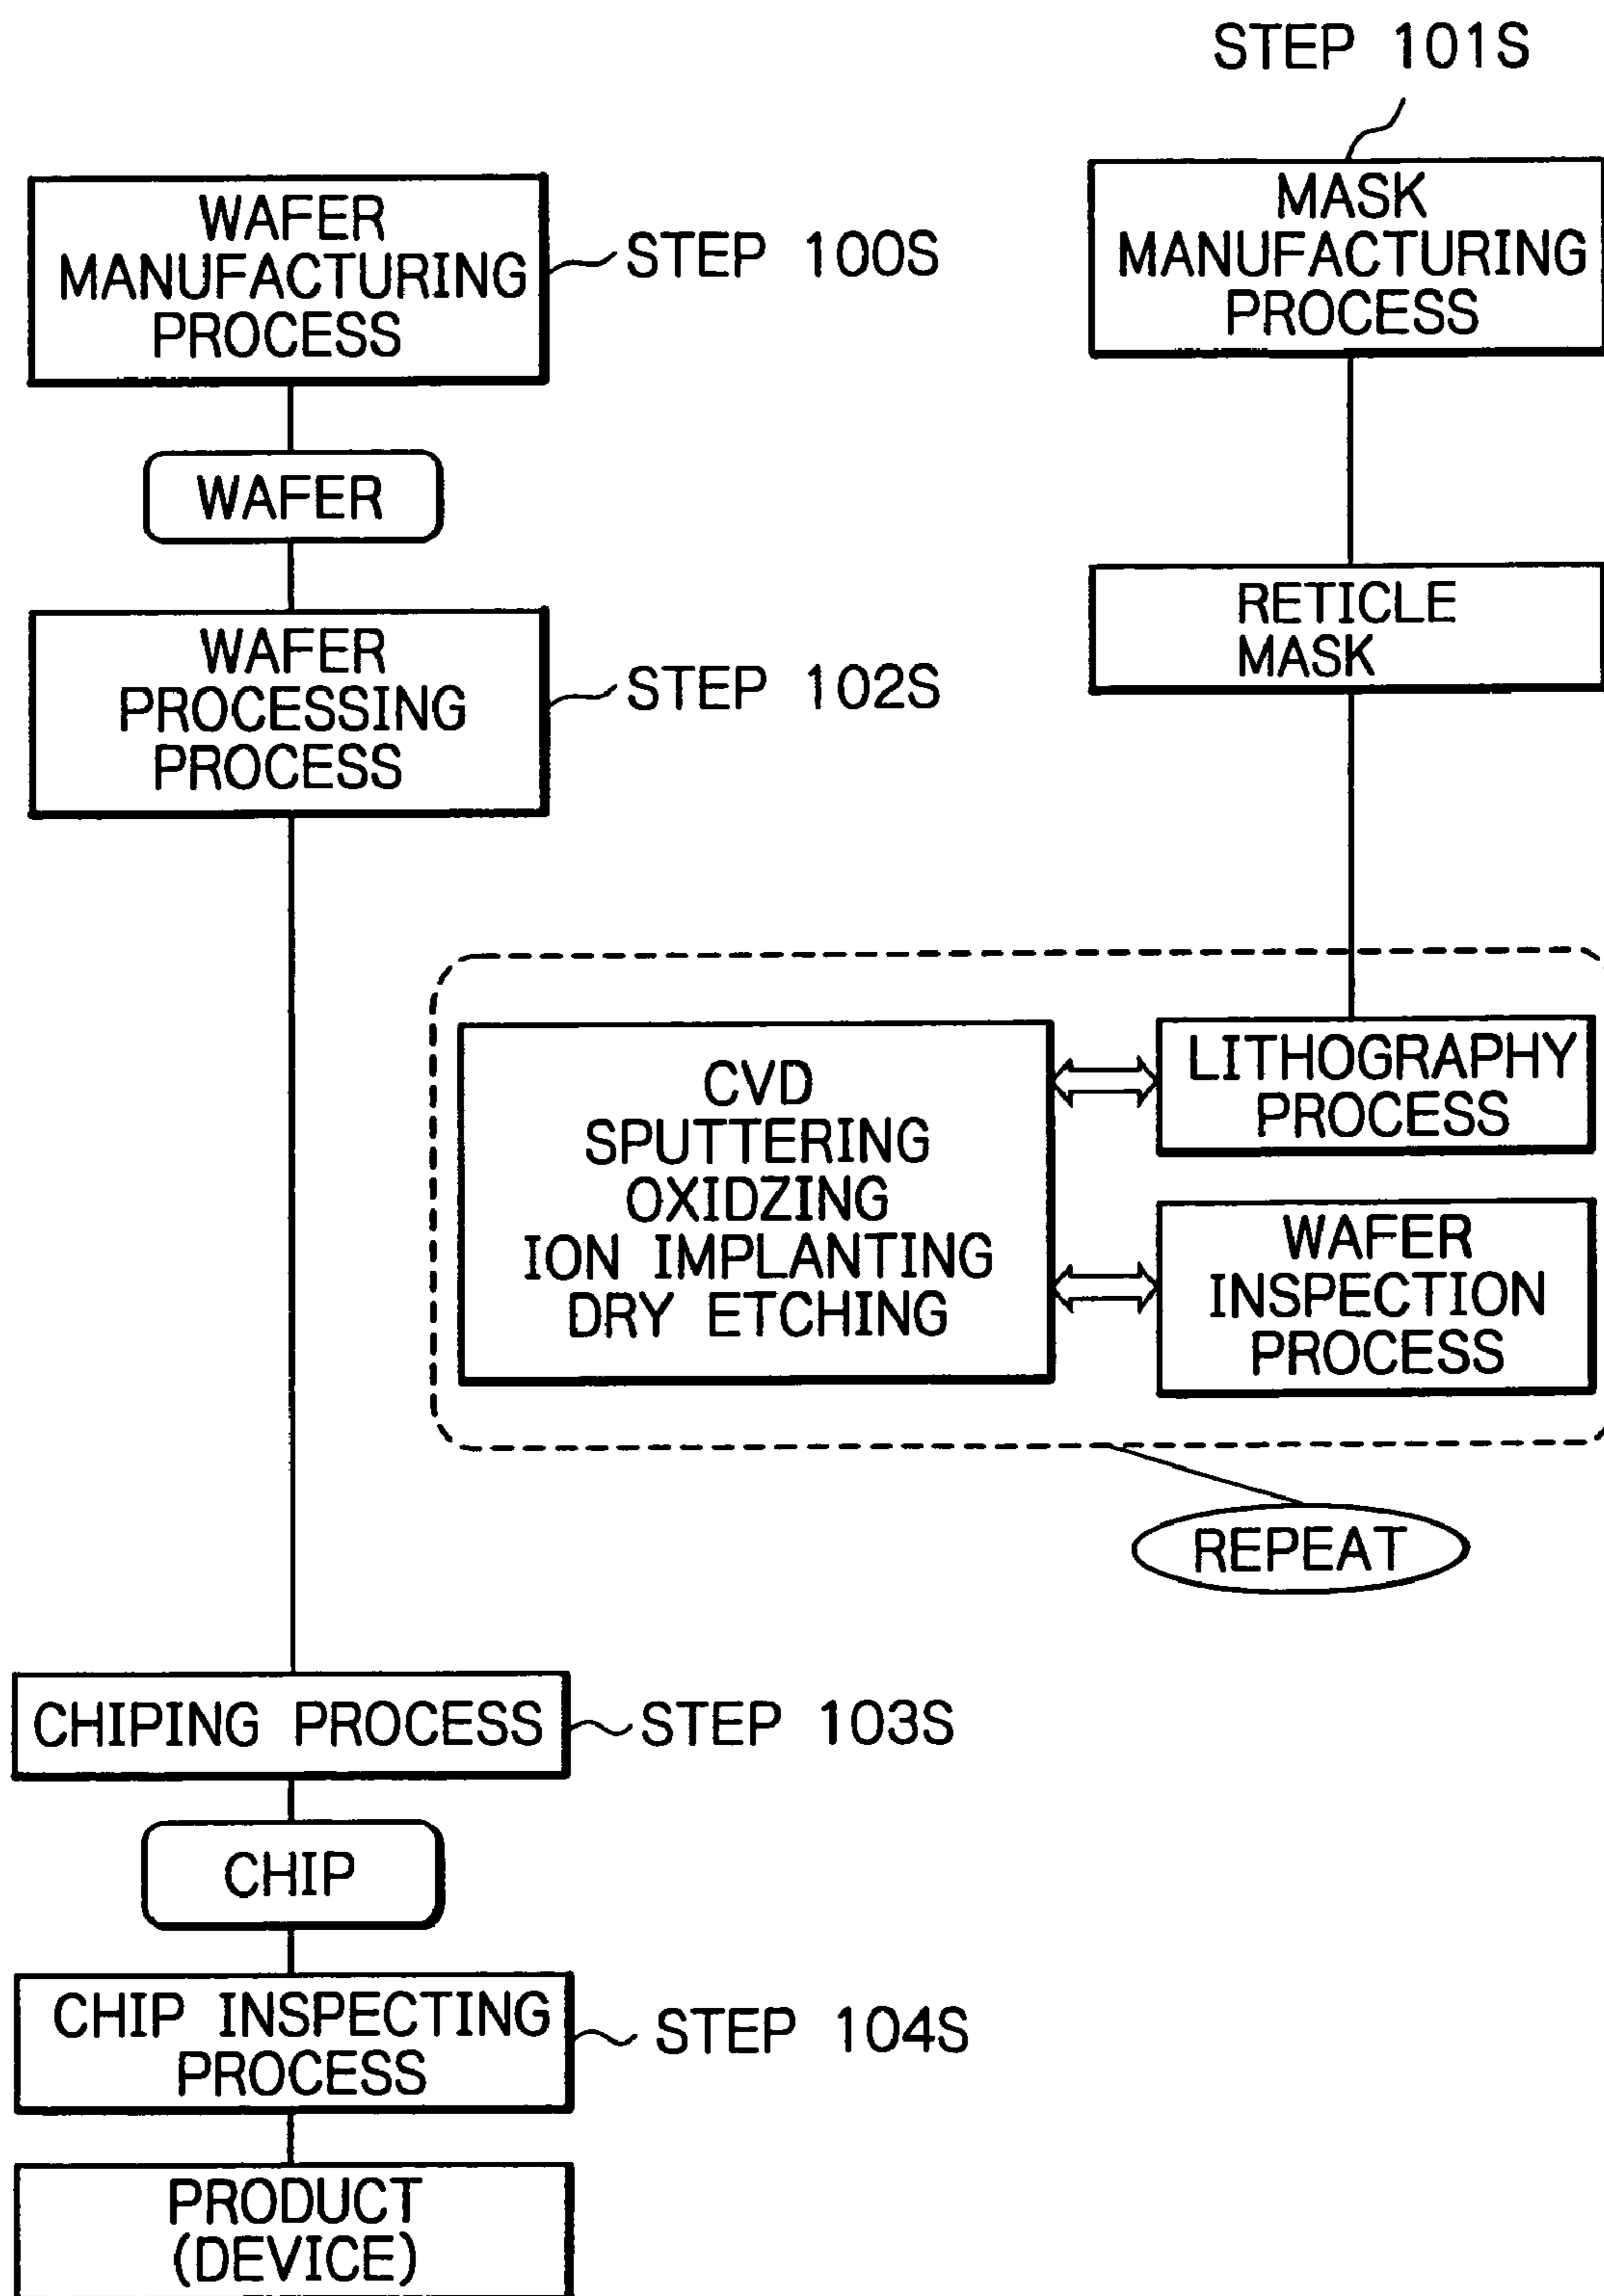 STEP 101S
WAFER
MANUFACTURING
PROCESS
STEP 100S
MASK
MANUFACTURING
PROCESS
WAFER
RETICLE
MASK
WAFER
PROCESSING
PROCESS
STEP 102S
CVD
SPUTTERING
OXIDZING
ION IMPLANTING
DRY ETCHING
LITHOGRAPHY
PROCESS
WAFER
INSPECTION
PROCESS
REPEAT
CHIPING PROCESS
STEP 103S
CHIP
CHIP INSPECTING
PROCESS
STEP 104S
PRODUCT
(DEVICE)